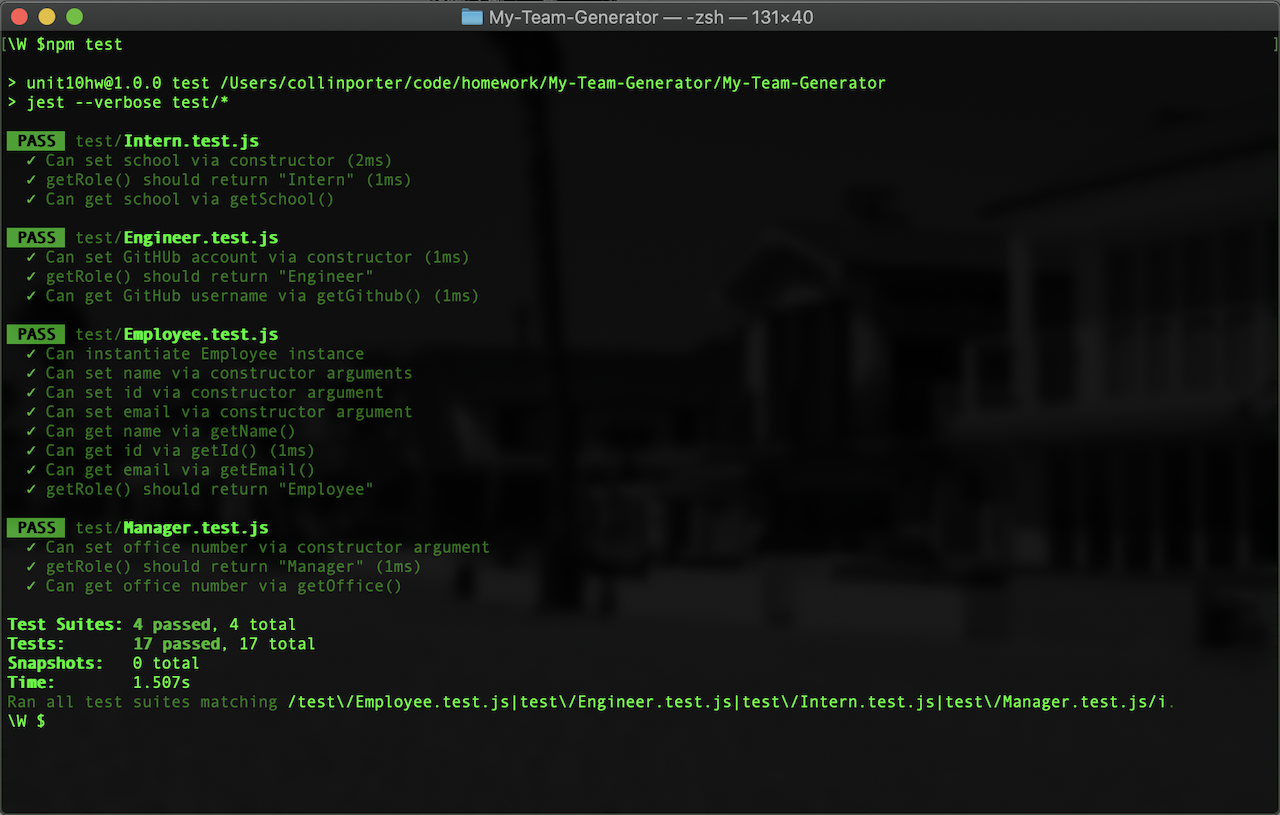 My-Team-Generator — -zsh — 131×40
[\W $npm test ]
> unit10hw@1.0.0 test /Users/collinporter/code/homework/My-Team-Generator/My-Team-Generator
> jest --verbose test/*
PASS test/Intern.test.js
✓ Can set school via constructor (2ms)
✓ getRole() should return "Intern" (1ms)
✓ Can get school via getSchool()
PASS test/Engineer.test.js
✓ Can set GitHUb account via constructor (1ms)
✓ getRole() should return "Engineer"
✓ Can get GitHub username via getGithub() (1ms)
PASS test/Employee.test.js
✓ Can instantiate Employee instance
✓ Can set name via constructor arguments
✓ Can set id via constructor argument
✓ Can set email via constructor argument
✓ Can get name via getName()
✓ Can get id via getId() (1ms)
✓ Can get email via getEmail()
✓ getRole() should return "Employee"
PASS test/Manager.test.js
✓ Can set office number via constructor argument
✓ getRole() should return "Manager" (1ms)
✓ Can get office number via getOffice()
Test Suites: 4 passed, 4 total
Tests: 17 passed, 17 total
Snapshots: 0 total
Time: 1.507s
Ran all test suites matching /test\/Employee.test.js|test\/Engineer.test.js|test\/Intern.test.js|test\/Manager.test.js/i.
\W $